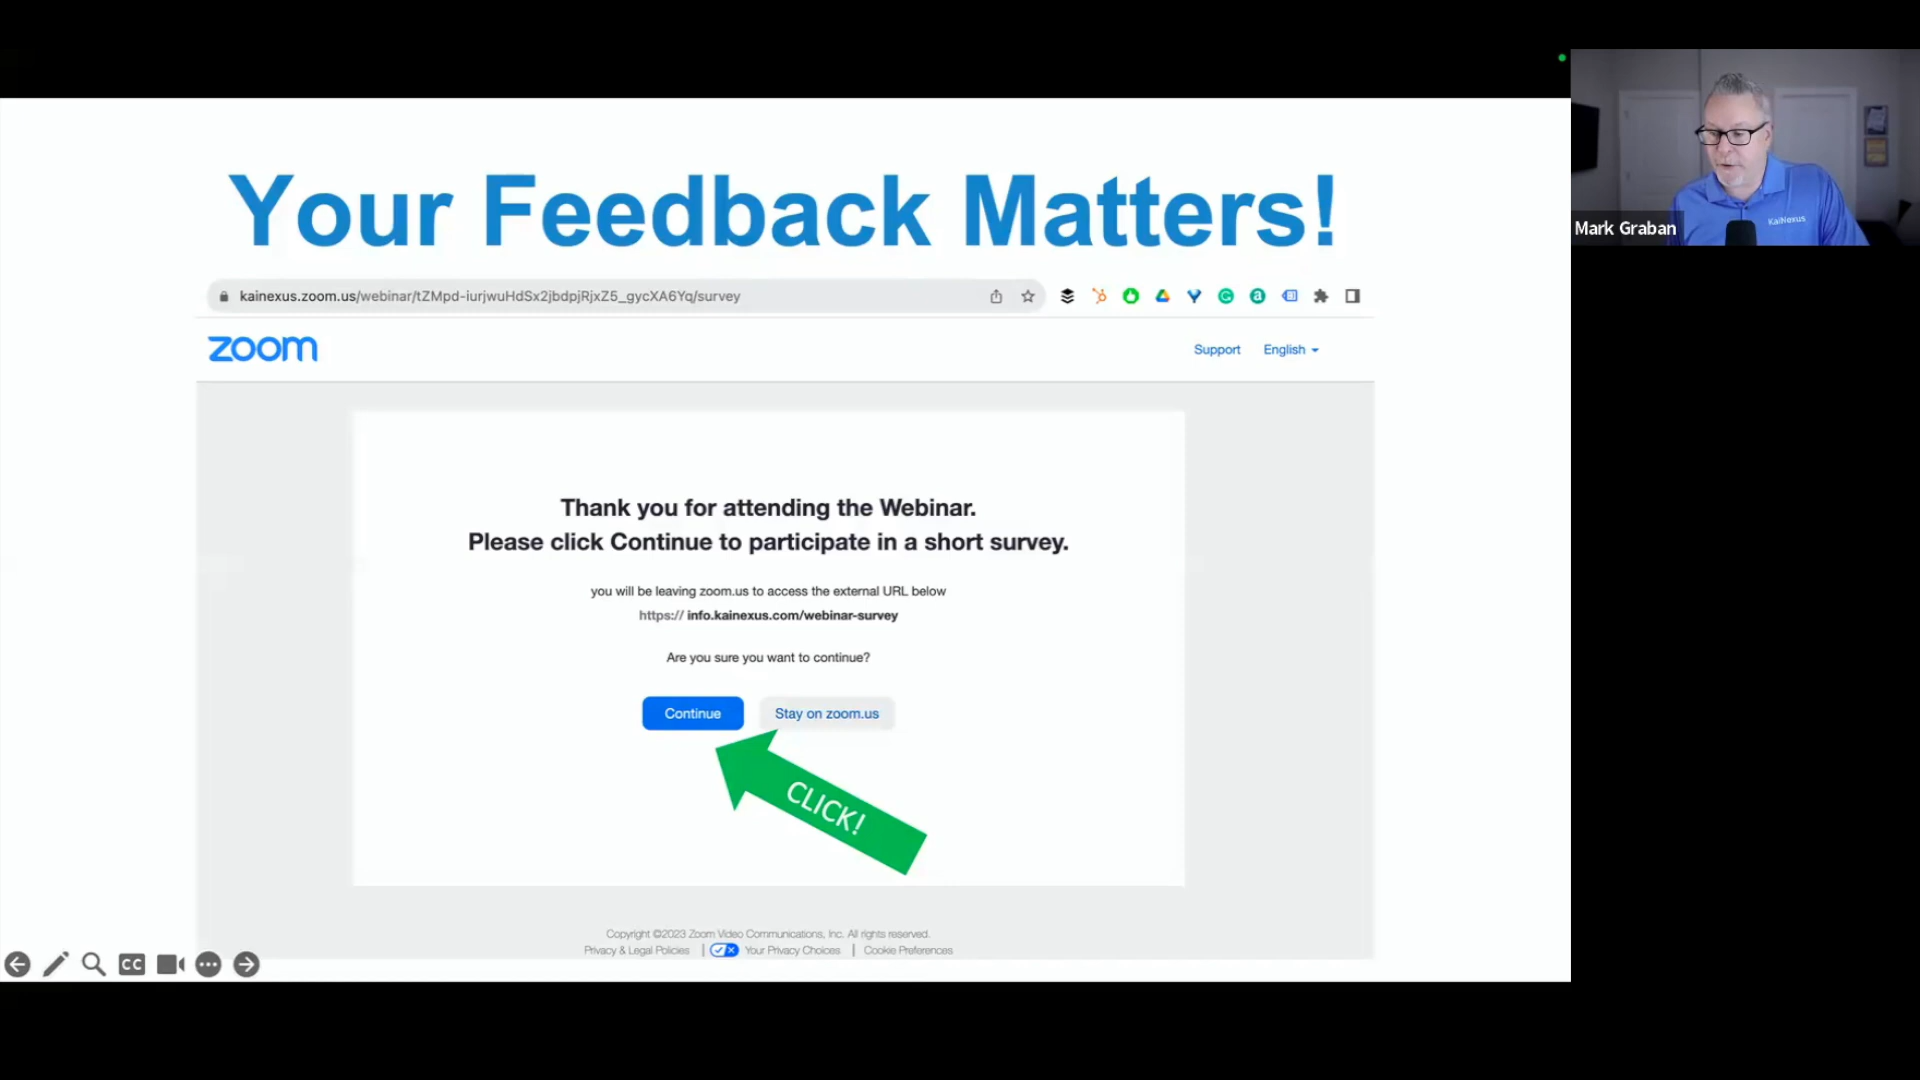 Your Feedback Matters!
kainexus.zoom.us/webinar/tZMpd-iurjwuHdSx2jbdpjRjxZ5_gycXA6Yq/survey
zoom
Support English
Thank you for attending the Webinar.
Please click Continue to participate in a short survey.
you will be leaving zoom.us to access the external URL below
https:// info.kainexus.com/webinar-survey
Are you sure you want to continue?
Continue Stay on zoom.us
CLICK!
Copyright ©2023 Zoom Video Communications, Inc. All rights reserved.
Privacy & Legal Policies | Your Privacy Choices | Cookie Preferences
CC
KaiNexus
Mark Graban